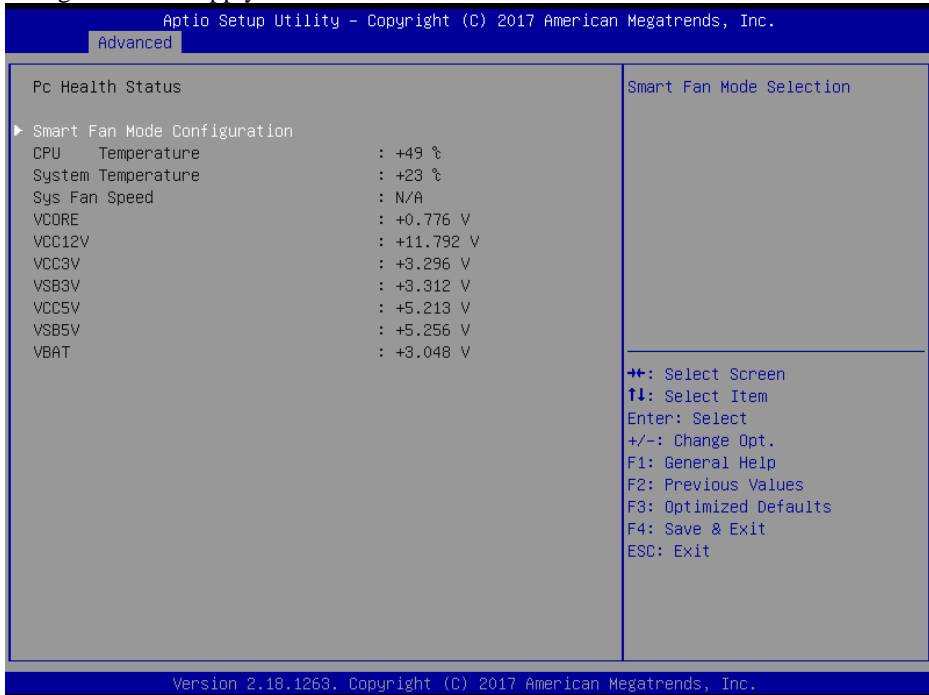 Aptio Setup Utility – Copyright (C) 2017 American Megatrends, Inc.
Advanced
Pc Health Status
Smart Fan Mode Configuration
CPU Temperature : +49 ℃
System Temperature : +23 ℃
Sys Fan Speed : N/A
VCORE : +0.776 V
VCC12V : +11.792 V
VCC3V : +3.296 V
VSB3V : +3.312 V
VCC5V : +5.213 V
VSB5V : +5.256 V
VBAT : +3.048 V
Smart Fan Mode Selection
→←: Select Screen
↑↓: Select Item
Enter: Select
+/-: Change Opt.
F1: General Help
F2: Previous Values
F3: Optimized Defaults
F4: Save & Exit
ESC: Exit
Version 2.18.1263. Copyright (C) 2017 American Megatrends, Inc.